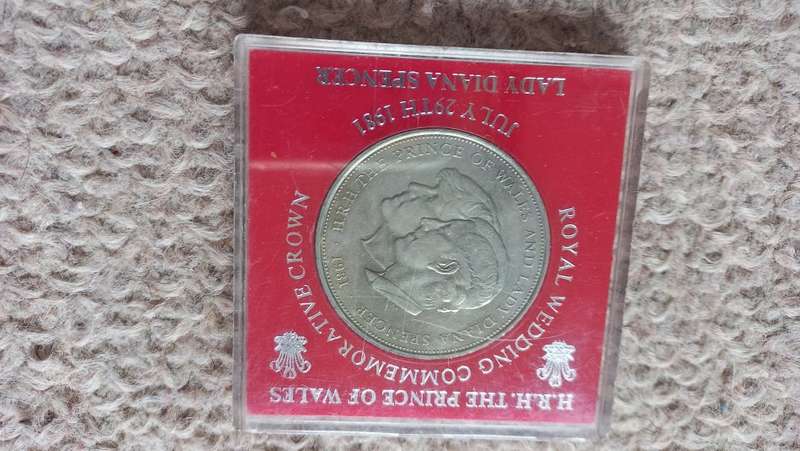 H.R.H. THE PRINCE OF WALES
ROYAL WEDDING COMMEMORATIVE CROWN
H.R.H. THE PRINCE OF WALES AND LADY DIANA SPENCER 1981
JULY 29TH 1981
LADY DIANA SPENCER